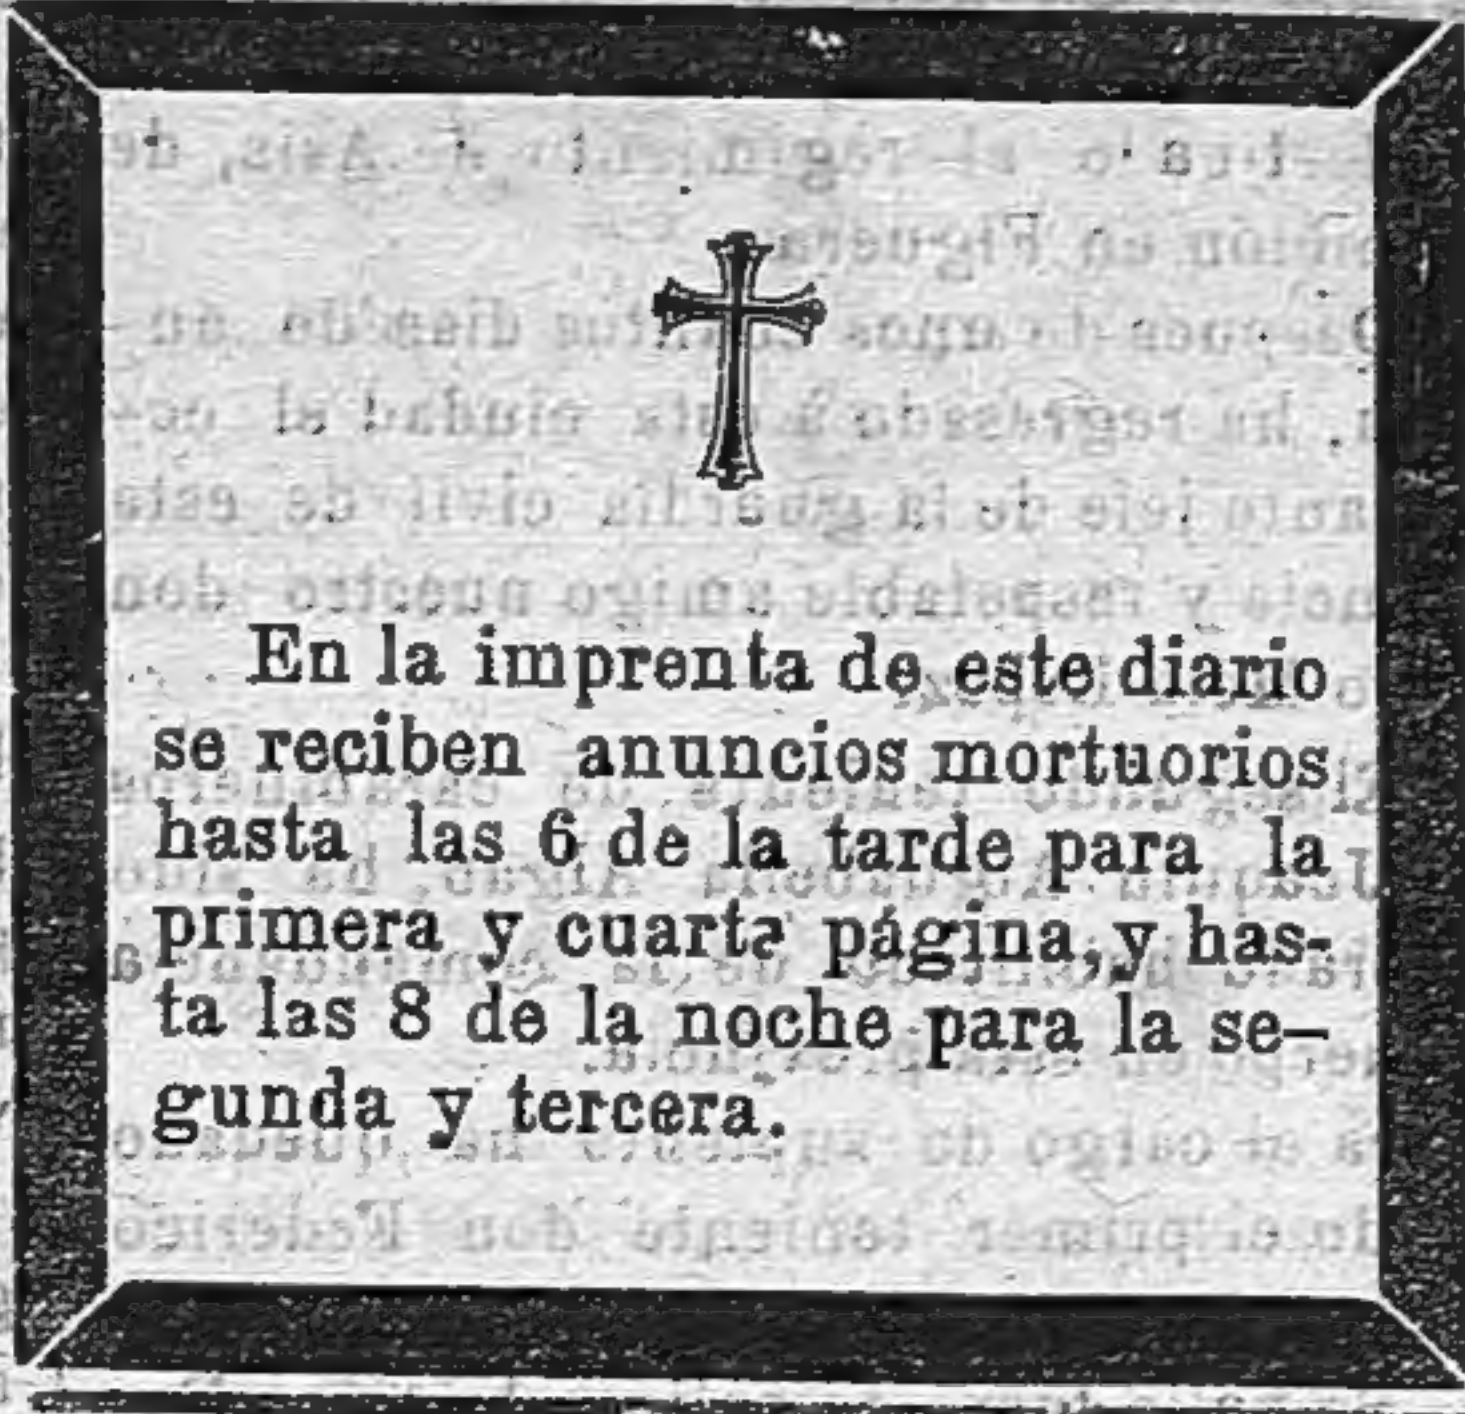 En la imprenta de este diario
se reciben anuncios mortuorios
hasta las 6 de la tarde para la
primera y cuarta página, y has-
ta las 8 de la noche para la se-
gunda y tercera.